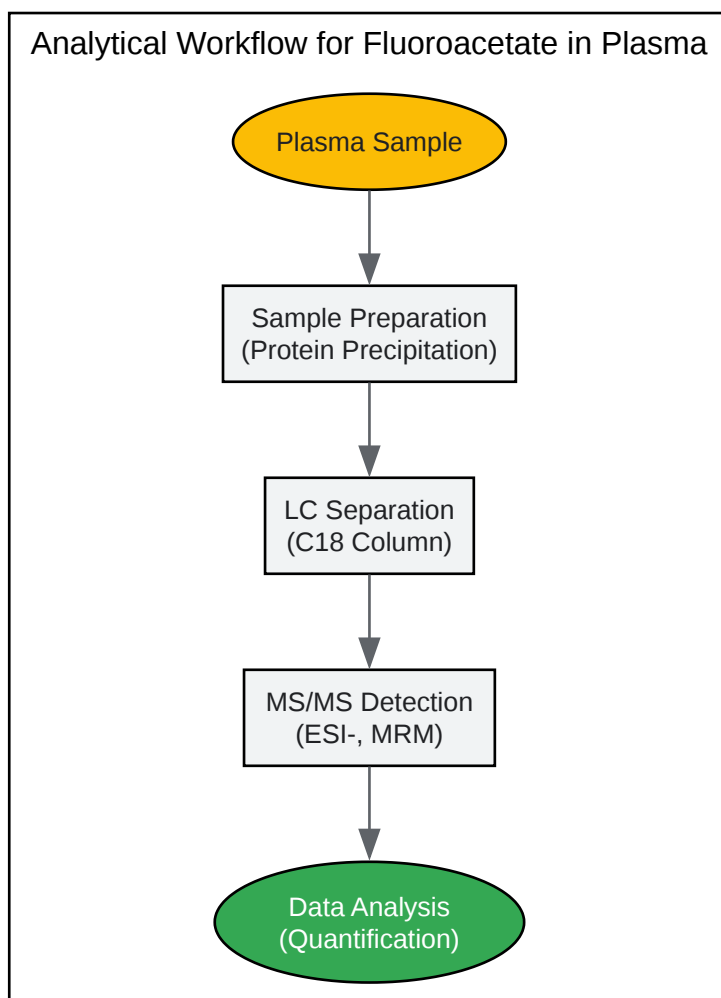 Analytical Workflow for Fluoroacetate in Plasma
Plasma Sample
Sample Preparation
(Protein Precipitation)
LC Separation
(C18 Column)
MS/MS Detection
(ESI-, MRM)
Data Analysis
(Quantification)